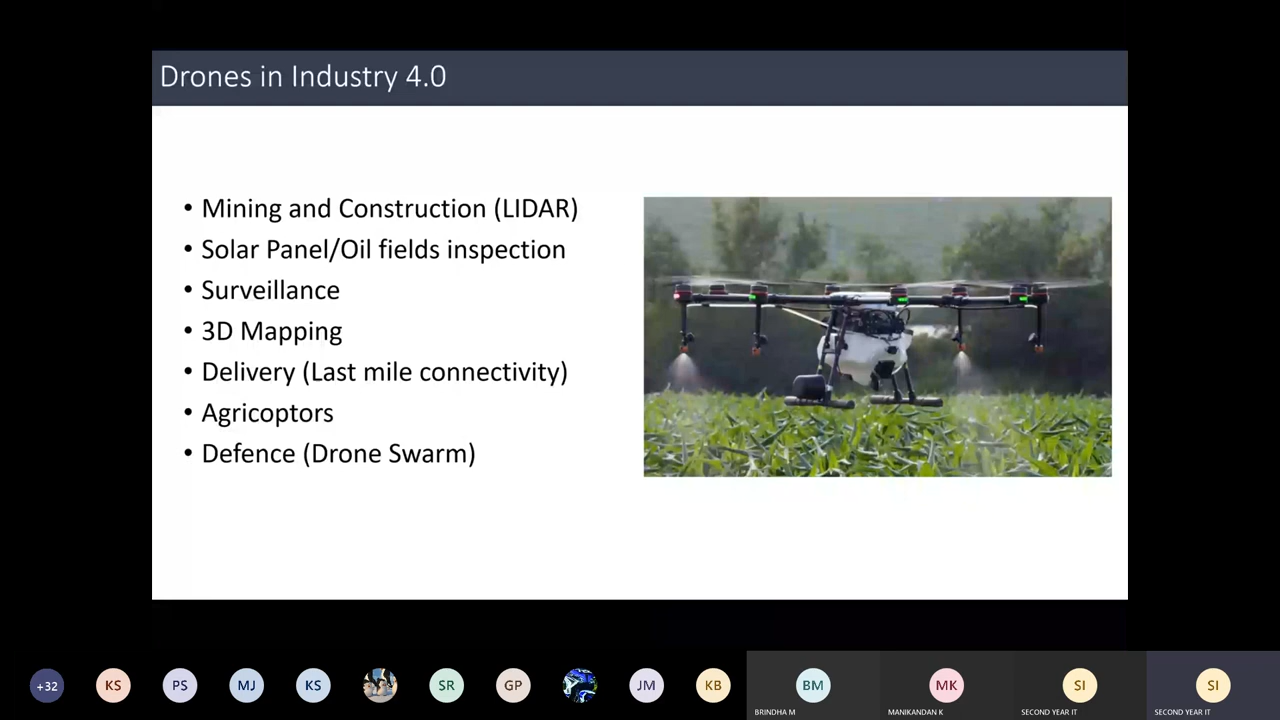 Drones in Industry 4.0
• Mining and Construction (LIDAR)
• Solar Panel/Oil fields inspection
• Surveillance
• 3D Mapping
• Delivery (Last mile connectivity)
• Agricoptors
• Defence (Drone Swarm)
+32
KS
PS
MJ
KS
SR
GP
JM
KB
BM
MK
SI
SI
BRINDHA M
MANIKANDAN K
SECOND YEAR IT
SECOND YEAR IT